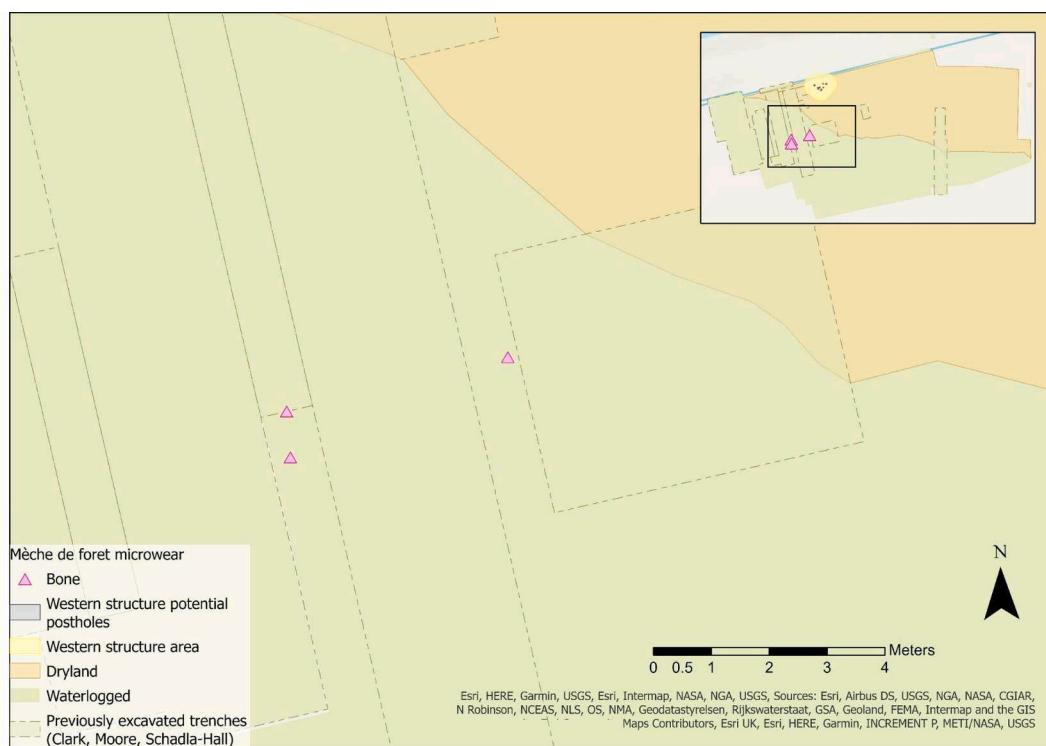 N
Mèche de foret microwear
Bone
Western structure potential
postholes
Western structure area
Dryland
Waterlogged
Previously excavated trenches
(Clark, Moore, Schadla-Hall)
Meters
0 0.5 1 2 3 4
Esri, HERE, Garmin, USGS, Esri, Intermap, NASA, NGA, USGS, Sources: Esri, Airbus DS, USGS, NGA, NASA, CGIAR,
N Robinson, NCEAS, NLS, OS, NMA, Geodatastyrelsen, Rijkswaterstaat, GSA, Geoland, FEMA, Intermap and the GIS
Maps Contributors, Esri UK, Esri, HERE, Garmin, INCREMENT P, METI/NASA, USGS